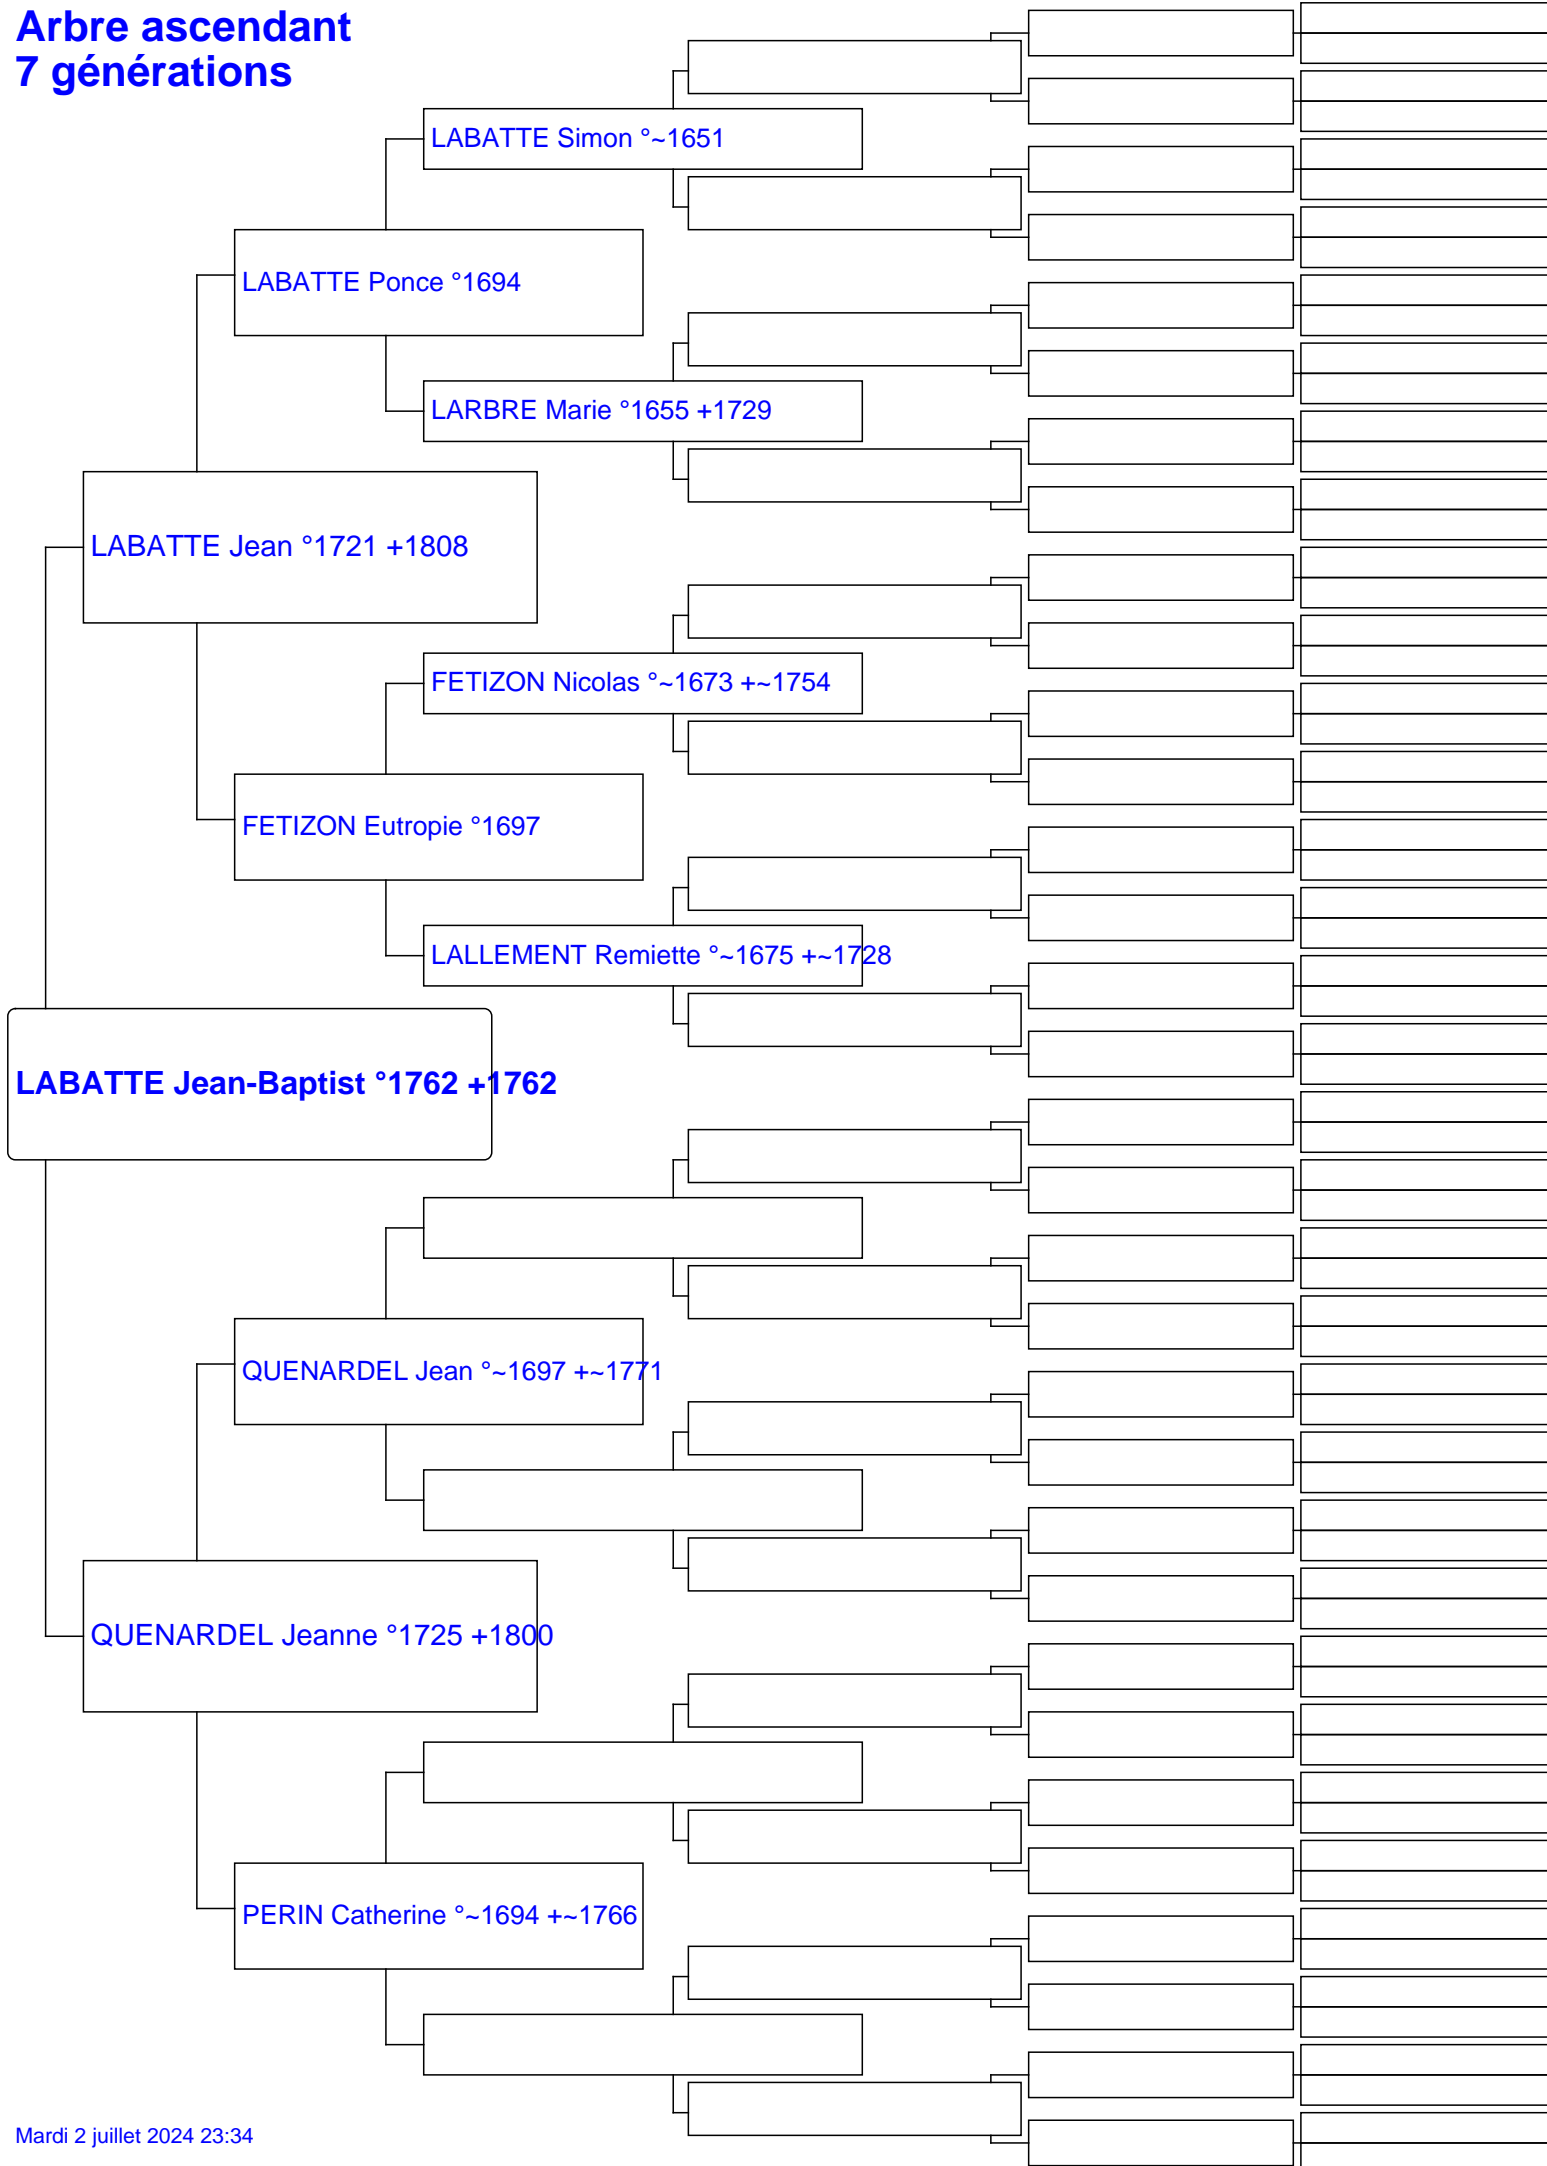 Arbre ascendant
7 générations
LABATTE Simon °~1651
LABATTE Ponce °1694
LARBRE Marie °1655 +1729
LABATTE Jean °1721 +1808
FETIZON Nicolas °~1673 +~1754
FETIZON Eutropie °1697
LALLEMENT Remiette °~1675 +~1728
LABATTE Jean-Baptist °1762 +1762
QUENARDEL Jean °~1697 +~1771
QUENARDEL Jeanne °1725 +1800
PERIN Catherine °~1694 +~1766
Mardi 2 juillet 2024 23:34